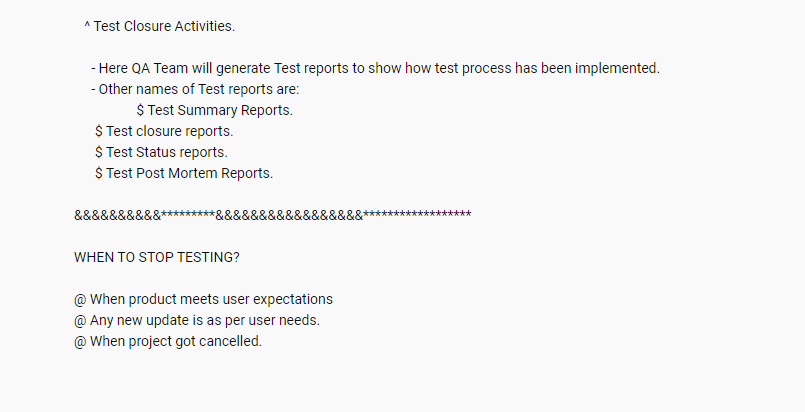 ^ Test Closure Activities.
- Here QA Team will generate Test reports to show how test process has been implemented.
- Other names of Test reports are:
$ Test Summary Reports.
$ Test closure reports.
$ Test Status reports.
$ Test Post Mortem Reports.
&&&&&&&&&&*********&&&&&&&&&&&&&&&&&******************
WHEN TO STOP TESTING?
@ When product meets user expectations
@ Any new update is as per user needs.
@ When project got cancelled.